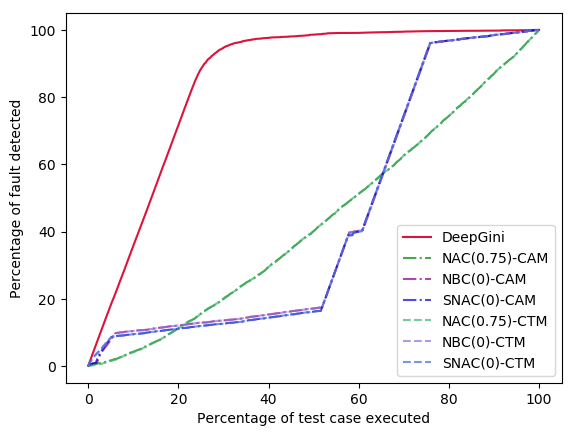 100
80
60
40
20
0
Percentage of fault detected
DeepGini
NAC(0.75)-CAM
NBC(0)-CAM
SNAC(0)-CAM
NAC(0.75)-CTM
NBC(0)-CTM
SNAC(0)-CTM
0 20 40 60 80 100
Percentage of test case executed